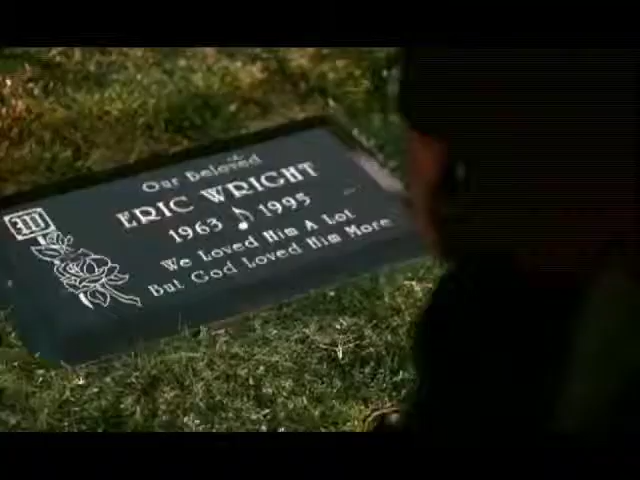 Our Beloved
ERIC WRIGHT
1963 1995
We Loved Him A Lot
But God Loved Him More